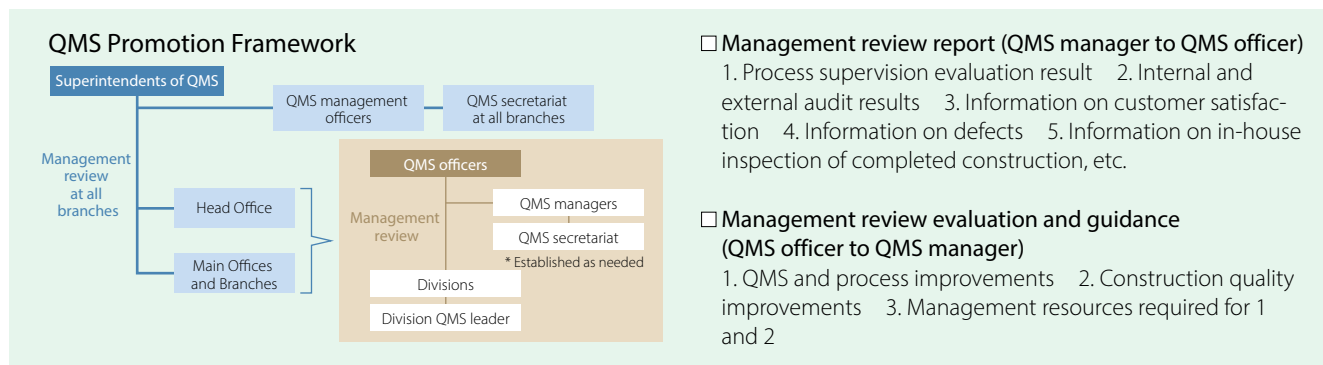 QMS Promotion Framework
Superintendents of QMS
QMS management
officers
QMS secretariat
at all branches
Management
review
at all
branches
Head Office
Main Offices
and Branches
QMS officers
Management
review
QMS managers
QMS secretariat
* Established as needed
Divisions
Division QMS leader
□ Management review report (QMS manager to QMS officer)
1. Process supervision evaluation result 2. Internal and
external audit results 3. Information on customer satisfac-
tion 4. Information on defects 5. Information on in-house
inspection of completed construction, etc.
□ Management review evaluation and guidance
(QMS officer to QMS manager)
1. QMS and process improvements 2. Construction quality
improvements 3. Management resources required for 1
and 2